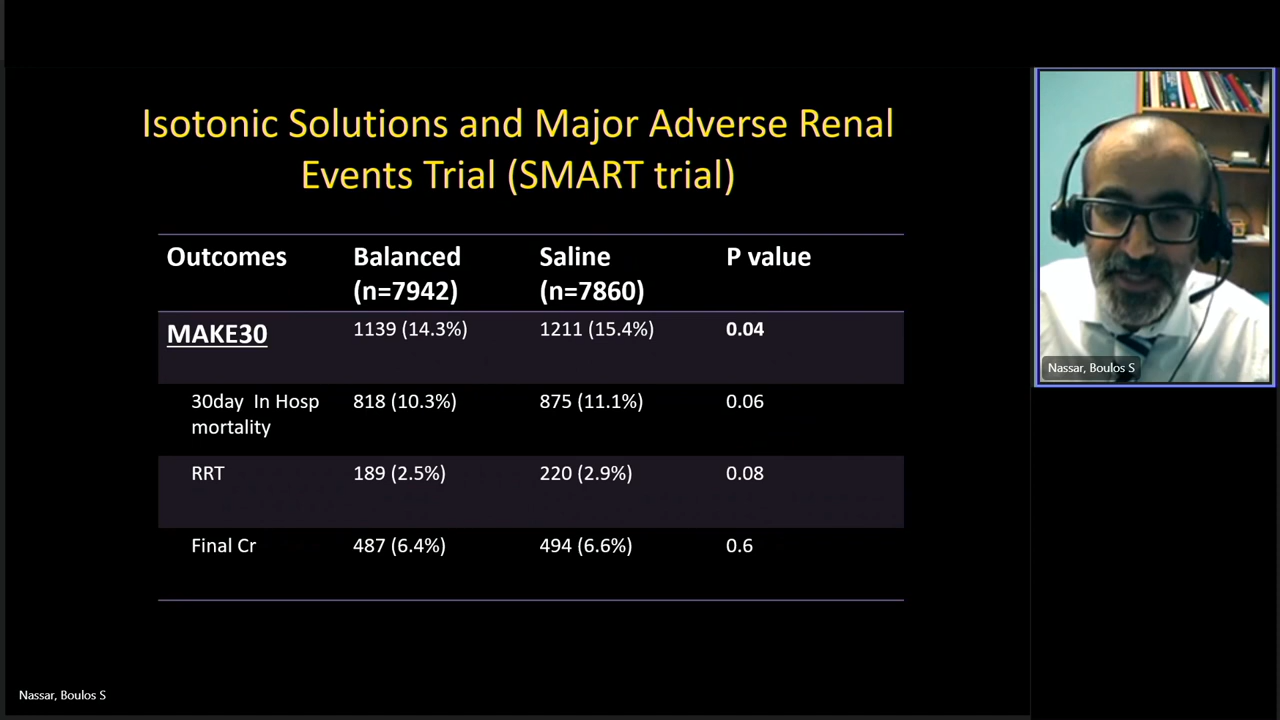 Isotonic Solutions and Major Adverse Renal
Events Trial (SMART trial)
Outcomes Balanced (n=7942) Saline (n=7860) P value
MAKE30 1139 (14.3%) 1211 (15.4%) 0.04
30day In Hosp mortality 818 (10.3%) 875 (11.1%) 0.06
RRT 189 (2.5%) 220 (2.9%) 0.08
Final Cr 487 (6.4%) 494 (6.6%) 0.6
Nassar, Boulos S
Nassar, Boulos S